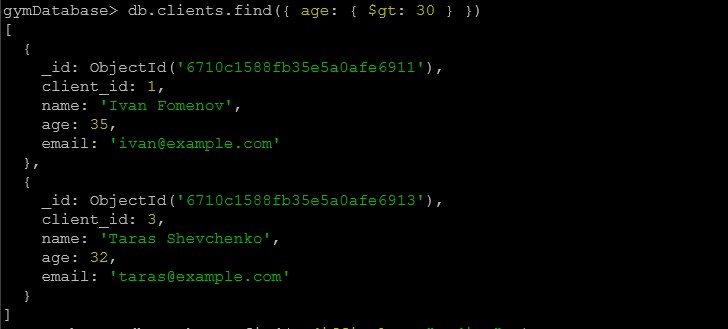 gymDatabase> db.clients.find({ age: { $gt: 30 } })
[
  {
    _id: ObjectId('6710c1588fb35e5a0afe6911'),
    client_id: 1,
    name: 'Ivan Fomenov',
    age: 35,
    email: 'ivan@example.com'
  },
  {
    _id: ObjectId('6710c1588fb35e5a0afe6913'),
    client_id: 3,
    name: 'Taras Shevchenko',
    age: 32,
    email: 'taras@example.com'
  }
]